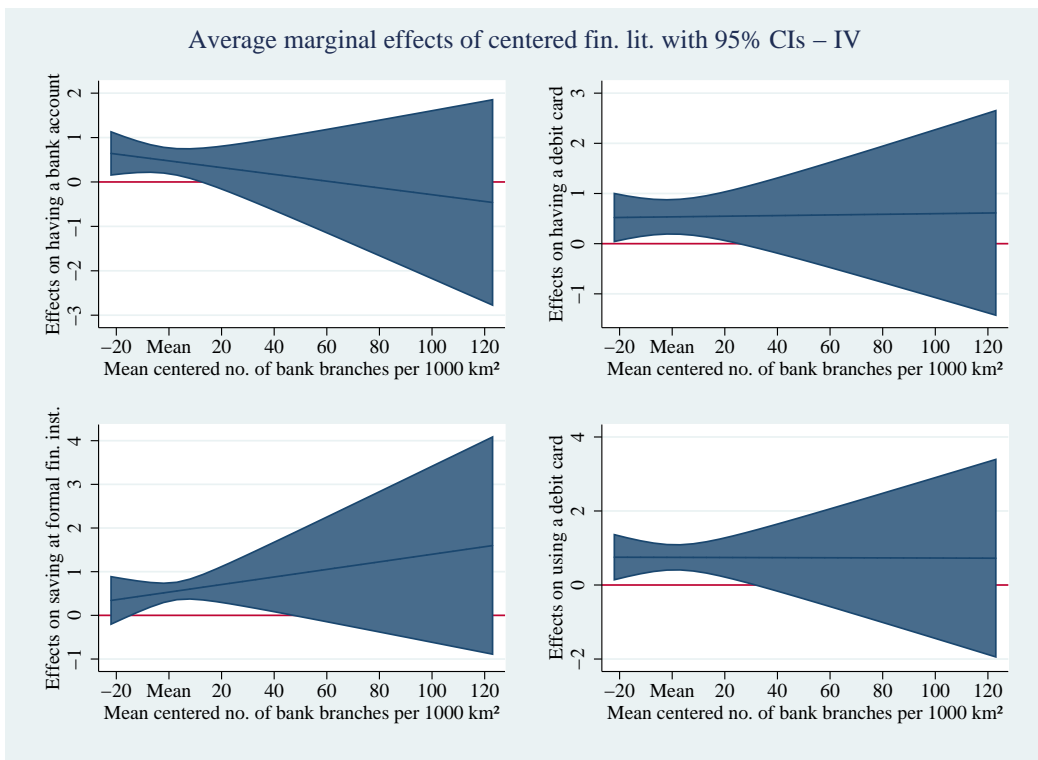 Average marginal effects of centered fin. lit. with 95% CIs – IV
Effects on having a bank account
2
1
0
−1
−2
−3
−20 Mean 20 40 60 80 100 120
Mean centered no. of bank branches per 1000 km²
Effects on having a debit card
3
2
1
0
−1
−20 Mean 20 40 60 80 100 120
Mean centered no. of bank branches per 1000 km²
Effects on saving at formal fin. inst.
4
3
2
1
0
−1
−20 Mean 20 40 60 80 100 120
Mean centered no. of bank branches per 1000 km²
Effects on using a debit card
4
2
0
−2
−20 Mean 20 40 60 80 100 120
Mean centered no. of bank branches per 1000 km²